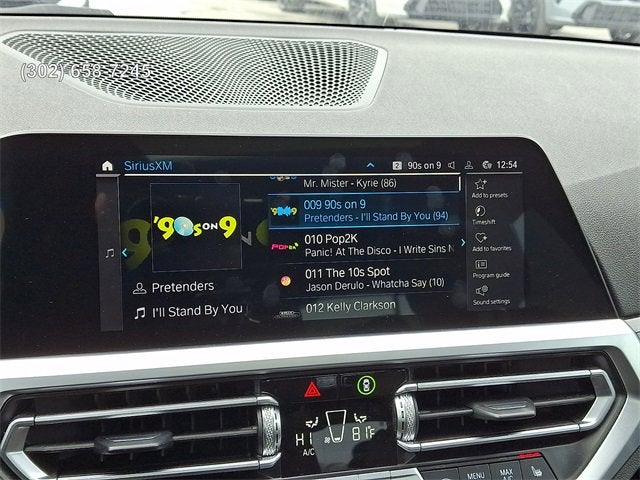 (302) 658-7245
SiriusXM
2 90s on 9 12:54
Mr. Mister - Kyrie (86)
009 90s on 9
Pretenders - I'll Stand By You (94)
010 Pop2K
Panic! At The Disco - I Write Sins N
011 The 10s Spot
Jason Derulo - Whatcha Say (10)
012 Kelly Clarkson
'90s ON 9
Pretenders
I'll Stand By You
Add to presets
Timeshift
Add to favorites
Program guide
Sound settings
HI
A/C
81°F
MENU
MAX
A/C